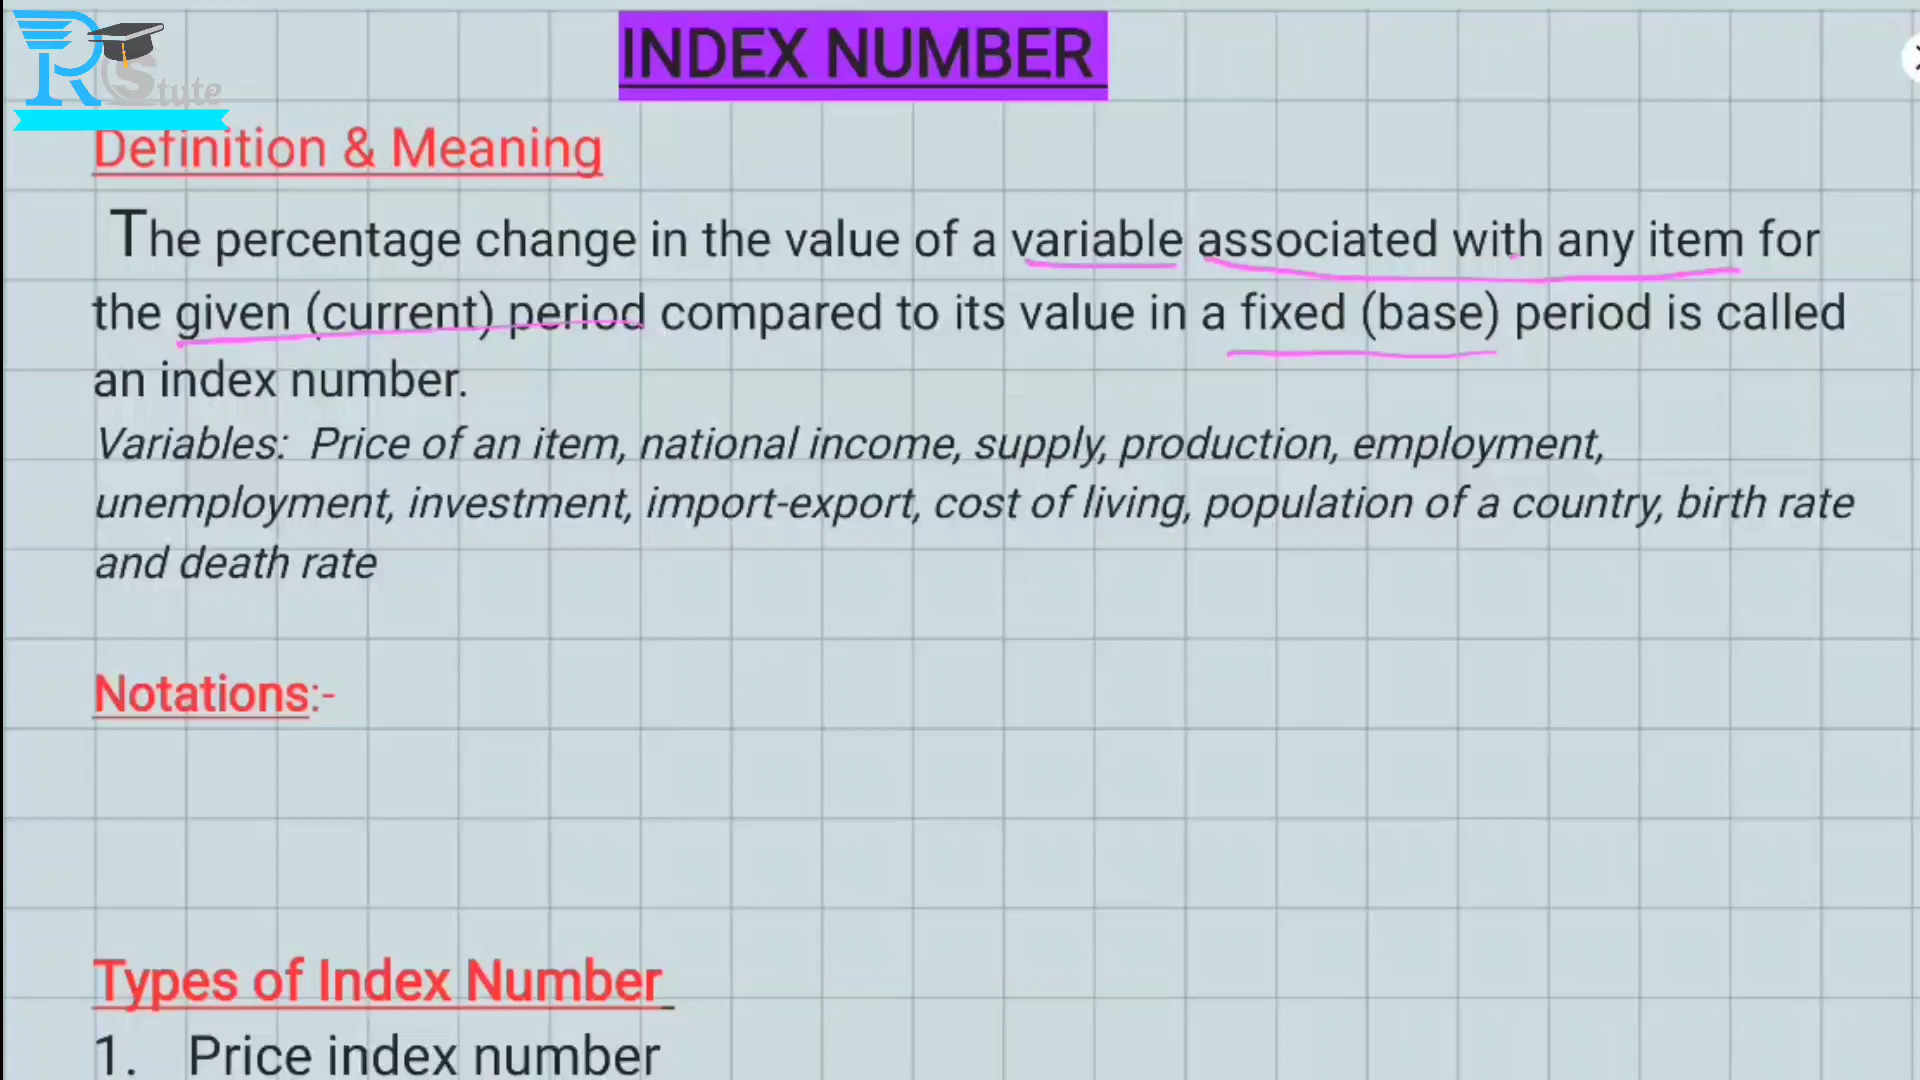 RS tyte
INDEX NUMBER
Definition & Meaning
The percentage change in the value of a variable associated with any item for
the given (current) period compared to its value in a fixed (base) period is called
an index number.
Variables: Price of an item, national income, supply, production, employment,
unemployment, investment, import-export, cost of living, population of a country, birth rate
and death rate
Notations:-
Types of Index Number
1. Price index number